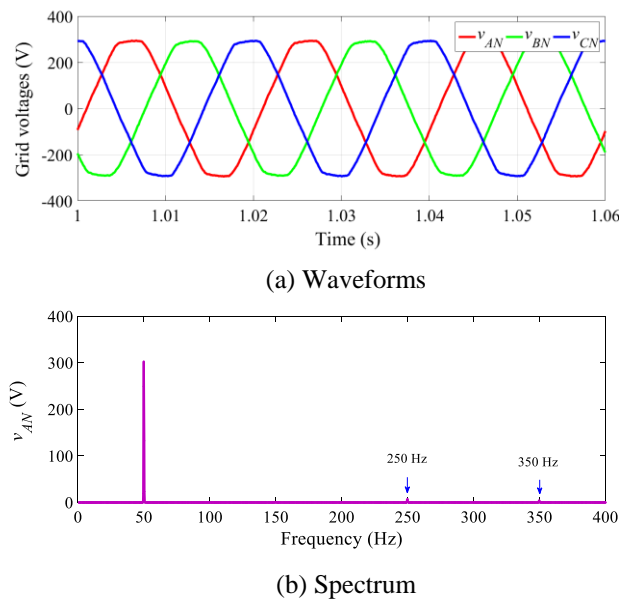 400
v_AN v_BN v_CN
200
0
-200
-400
Grid voltages (V)
1 1.01 1.02 1.03 1.04 1.05 1.06
Time (s)
(a) Waveforms
400
300
200
100
0
v_AN (V)
250 Hz 350 Hz
0 50 100 150 200 250 300 350 400
Frequency (Hz)
(b) Spectrum